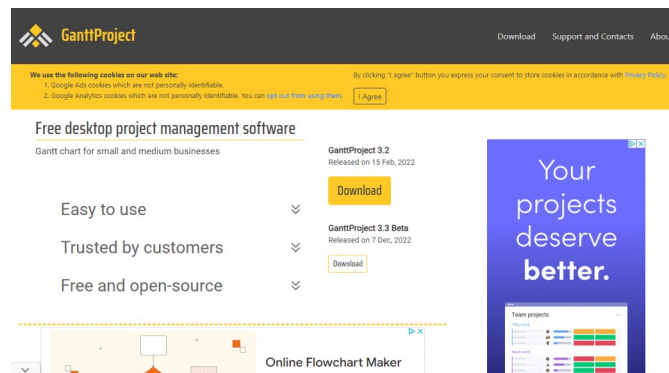 GanttProject
Download Support and Contacts Abou
We use the following cookies on our web site:
1. Google Ads cookies which are not personally identifiable.
2. Google Analytics cookies which are not personally identifiable. You can opt out from using them.
By clicking "I agree" button you express your consent to store cookies in accordance with Privacy Policy.
I Agree
Free desktop project management software
Gantt chart for small and medium businesses
Easy to use
Trusted by customers
Free and open-source
GanttProject 3.2
Released on 15 Feb, 2022
Download
GanttProject 3.3 Beta
Released on 7 Dec, 2022
Download
Your
projects
deserve
better.
Team projects
This week
Next week
Online Flowchart Maker